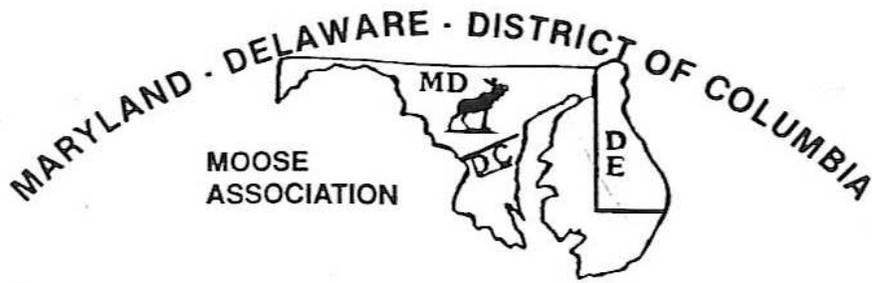 MARYLAND - DELAWARE - DISTRICT OF COLUMBIA
MD
DC
DE
MOOSE
ASSOCIATION